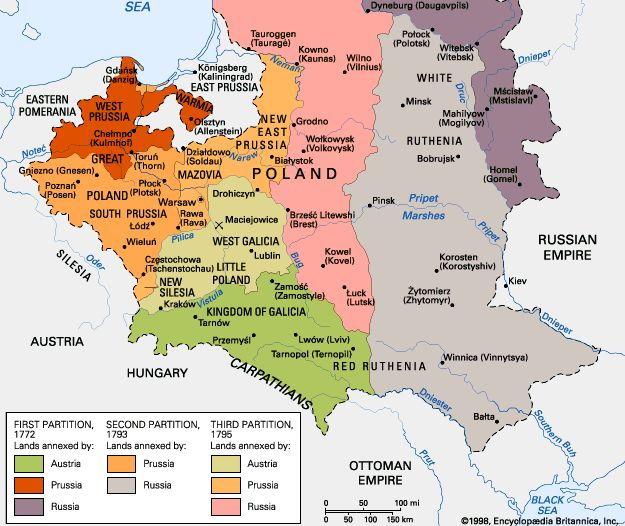 SEA
Dyneburg (Daugavpils)
Tauroggen
(Tauragė)
Połock
(Polotsk)
Witebsk
(Vitebsk)
Dnieper
Kowno
(Kaunas)
Wilno
(Vilnius)
Gdańsk
(Danzig)
Königsberg
(Kaliningrad)
EAST PRUSSIA
Neman
WHITE
Druc
Mścisław
(Mstislavl)
EASTERN
POMERANIA
WEST
PRUSSIA
WARMIA
Minsk
Mahilyow
(Mogilyov)
Olsztyn
(Allenstein)
NEW
EAST
PRUSSIA
Grodno
Chełmno
(Kulmhof)
RUTHENIA
Noteć
GREAT
Toruń
(Thorn)
Działdowo
(Soldau)
Wołkowysk
(Volkovysk)
Bobrujsk
Narew
Białystok
Gniezno (Gnesen)
MAZOVIA
POLAND
Homel
(Gomel)
Poznań
(Posen)
Płock
(Plotsk)
POLAND
Drohiczyn
Warsaw
Pinsk
Pripet
Marshes
SOUTH PRUSSIA
Rawa
(Rava)
Maciejowice
Brześć Litewshi
(Brest)
Łódź
Pripet
Pilica
WEST GALICIA
RUSSIAN
EMPIRE
Wieluń
Lublin
Bug
Kowel
(Kovel)
Oder
SILESIA
Częstochowa
(Tschenstochau)
LITTLE
POLAND
Korosten
(Korostyshiv)
NEW
SILESIA
Zamość
(Zamostye)
Łuck
(Lutsk)
Kiev
Żytomierz
(Zhytomyr)
Vistula
Kraków
KINGDOM OF GALICIA
Tarnów
Dnieper
AUSTRIA
Przemyśl
Lwów (Lviv)
Tarnopol (Ternopil)
Winnica (Vinnytsya)
RED RUTHENIA
HUNGARY
CARPATHIANS
Dniester
Bałta
Southern Buh
FIRST PARTITION,
1772
Lands annexed by:
Austria
Prussia
Russia
SECOND PARTITION,
1793
Lands annexed by:
Prussia
Russia
THIRD PARTITION,
1795
Lands annexed by:
Austria
Prussia
Russia
Prut
OTTOMAN
EMPIRE
0 50 100 mi
0 50 100 150 km
BLACK
SEA
©1998, Encyclopædia Britannica, Inc.